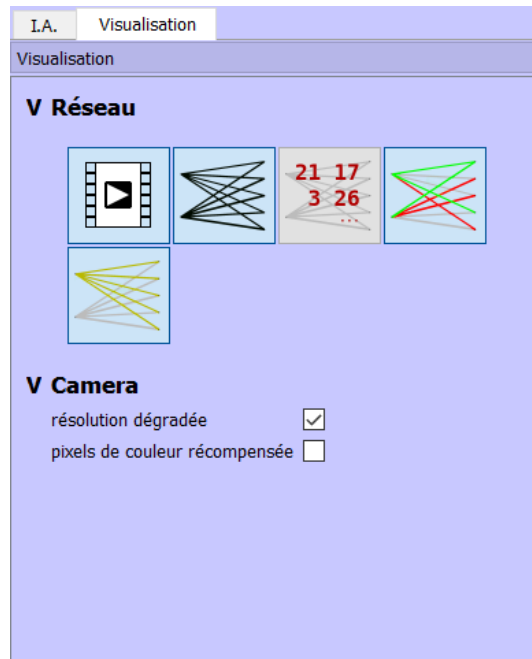 I.A. Visualisation
Visualisation
V Réseau
21 17
3 26
...
V Camera
résolution dégradée
pixels de couleur récompensée